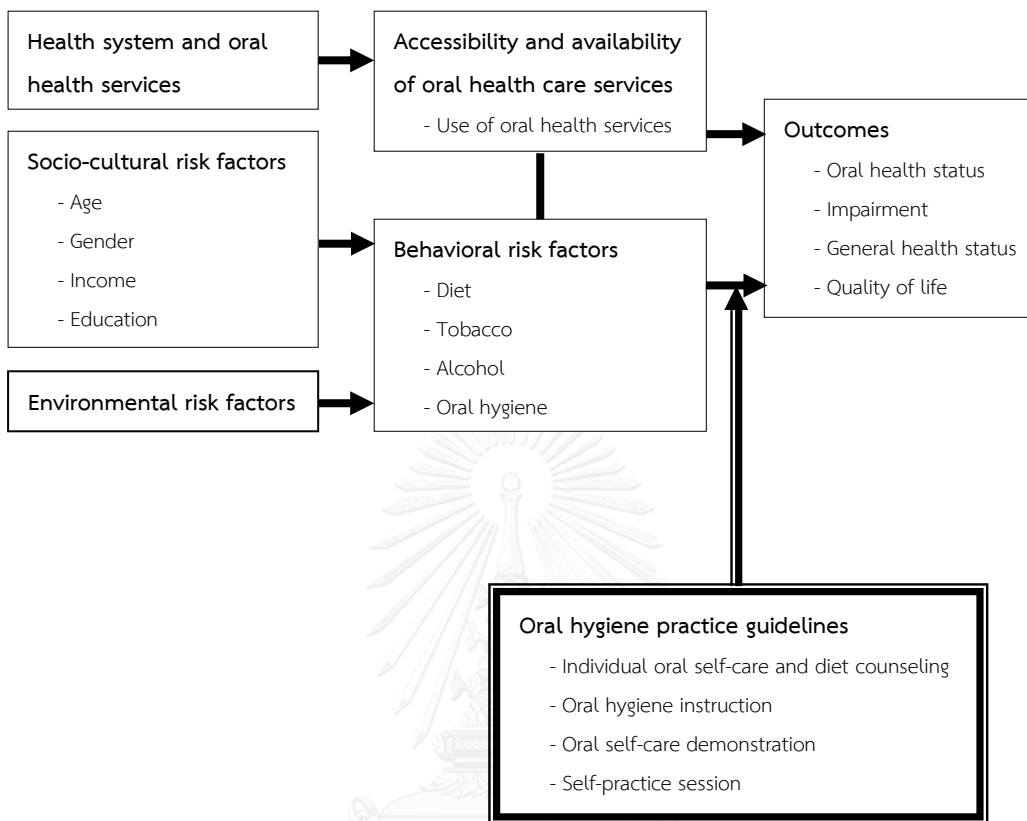 Health system and oral
health services
Accessibility and availability
of oral health care services
- Use of oral health services
Socio-cultural risk factors
- Age
- Gender
- Income
- Education
Environmental risk factors
Behavioral risk factors
- Diet
- Tobacco
- Alcohol
- Oral hygiene
Outcomes
- Oral health status
- Impairment
- General health status
- Quality of life
Oral hygiene practice guidelines
- Individual oral self-care and diet counseling
- Oral hygiene instruction
- Oral self-care demonstration
- Self-practice session